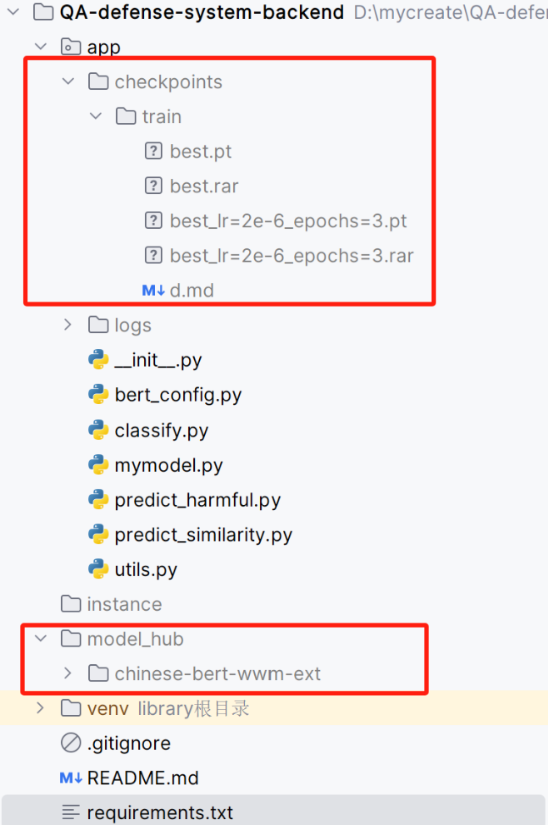 QA-defense-system-backend D:\mycreate\QA-defen
app
checkpoints
train
best.pt
best.rar
best_lr=2e-6_epochs=3.pt
best_lr=2e-6_epochs=3.rar
M↓ d.md
logs
__init__.py
bert_config.py
classify.py
mymodel.py
predict_harmful.py
predict_similarity.py
utils.py
instance
model_hub
chinese-bert-wwm-ext
venv library根目录
.gitignore
M↓ README.md
requirements.txt